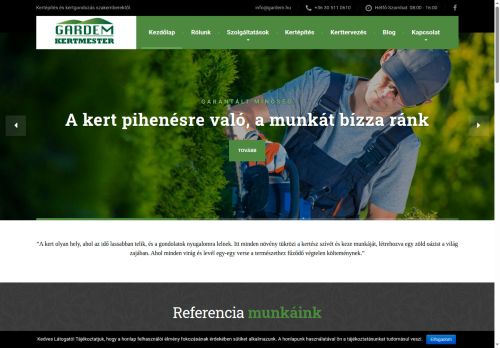 Kertépítés és kertgondozás szakemberektől
info@gardem.hu
+36 30 911 0610
Hétfő-Szombat 08:00 - 16:00
GARDEM
KERTMESTER
Kezdőlap
Rólunk
Szolgáltatások
Kertépítés
Kerttervezés
Blog
Kapcsolat
GARANTÁLT MINŐSÉG
A kert pihenésre való, a munkát bízza ránk
TOVÁBB
"A kert olyan hely, ahol az idő lassabban telik, és a gondolatok nyugalomra lelnek. Itt minden növény tükrözi a kertész szívét és keze munkáját, létrehozva egy zöld oázist a világ
zajában. Ahol minden virág és levél egy-egy verse a természethez fűződő végtelen költeménynek."
Referencia munkáink
Kedves Látogató! Tájékoztatjuk, hogy a honlap felhasználói élmény fokozásának érdekében sütiket alkalmazunk. A honlapunk használatával ön a tájékoztatásunkat tudomásul veszi.
Elfogadom